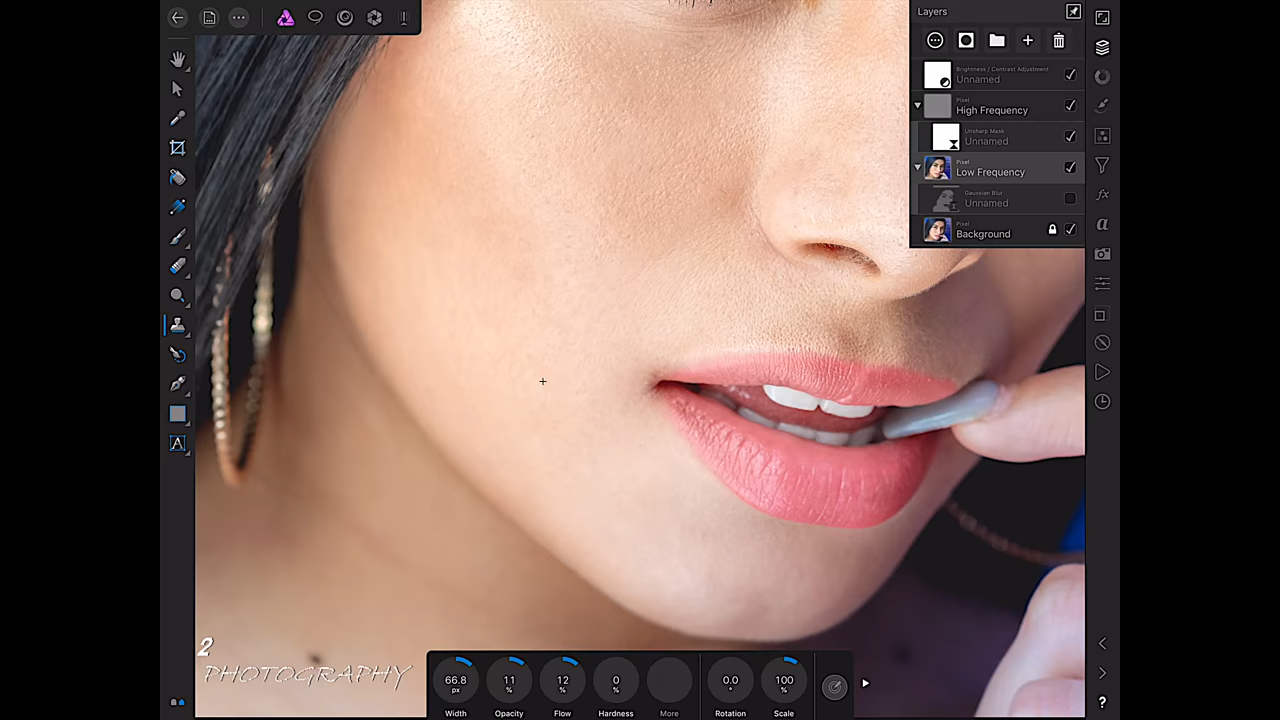 Layers
Brightness / Contrast Adjustment
Unnamed
Pixel
High Frequency
Unsharp Mask
Unnamed
Pixel
Low Frequency
Gaussian Blur
Unnamed
Pixel
Background
fx
a
A
2
PHOTOGRAPHY
66.8 px
11 %
12 %
0 %
0.0 °
100 %
Width
Opacity
Flow
Hardness
More
Rotation
Scale
?